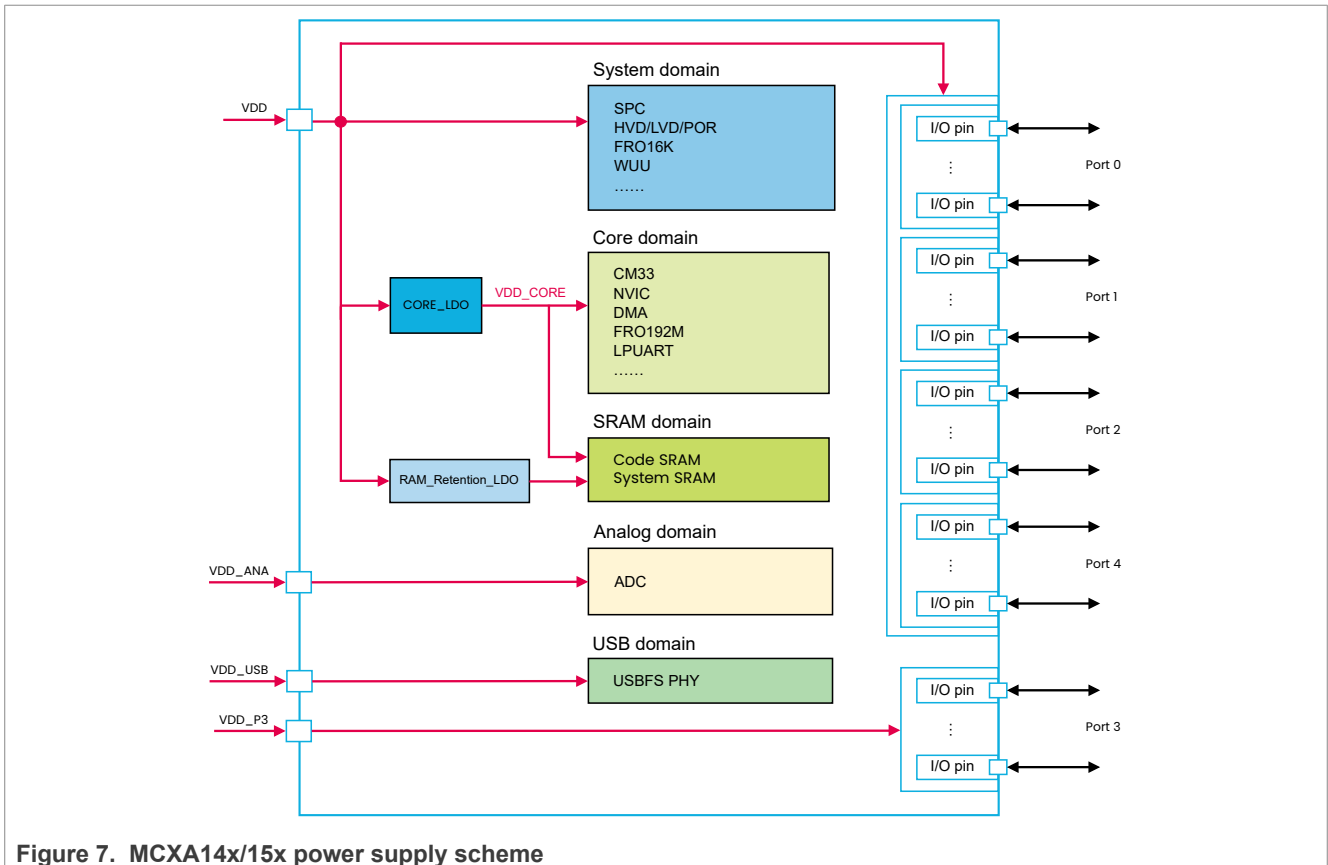 VDD
System domain
SPC
HVD/LVD/POR
FRO16K
WUU
......
Core domain
CORE_LDO
VDD_CORE
CM33
NVIC
DMA
FRO192M
LPUART
......
SRAM domain
RAM_Retention_LDO
Code SRAM
System SRAM
Analog domain
VDD_ANA
ADC
USB domain
VDD_USB
USBFS PHY
VDD_P3
I/O pin
⋮
I/O pin
Port 0
I/O pin
⋮
I/O pin
Port 1
I/O pin
⋮
I/O pin
Port 2
I/O pin
⋮
I/O pin
Port 4
I/O pin
⋮
I/O pin
Port 3
Figure 7. MCXA14x/15x power supply scheme